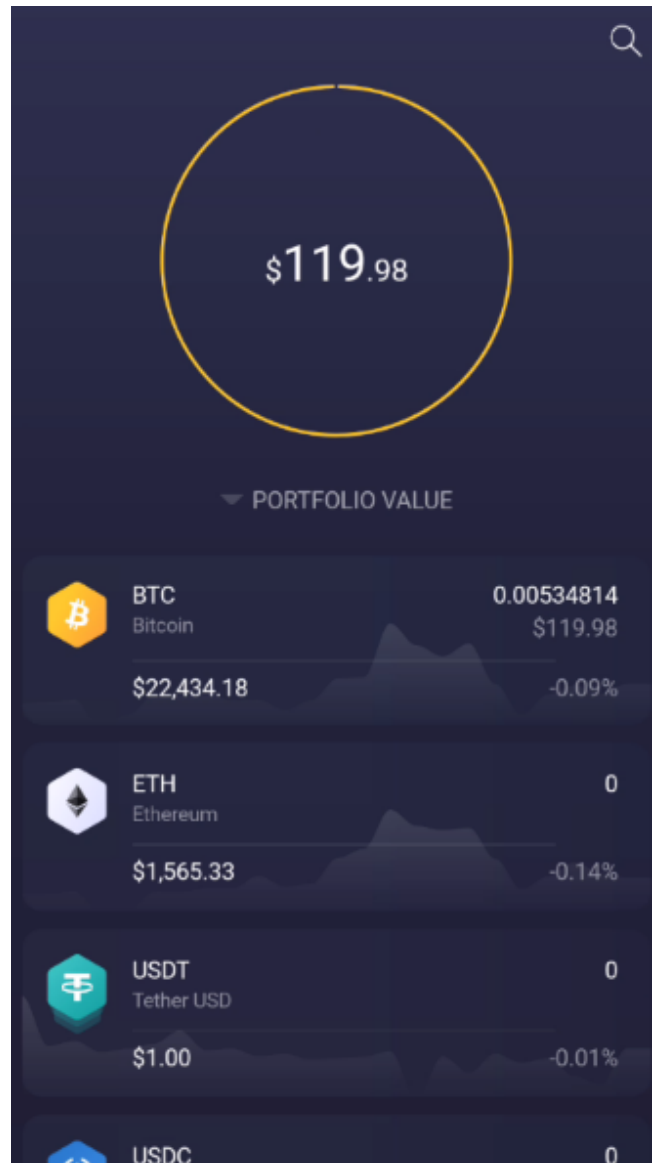 $119.98
PORTFOLIO VALUE
BTC 0.00534814
Bitcoin $119.98
$22,434.18 -0.09%
ETH 0
Ethereum
$1,565.33 -0.14%
USDT 0
Tether USD
$1.00 -0.01%
USDC 0